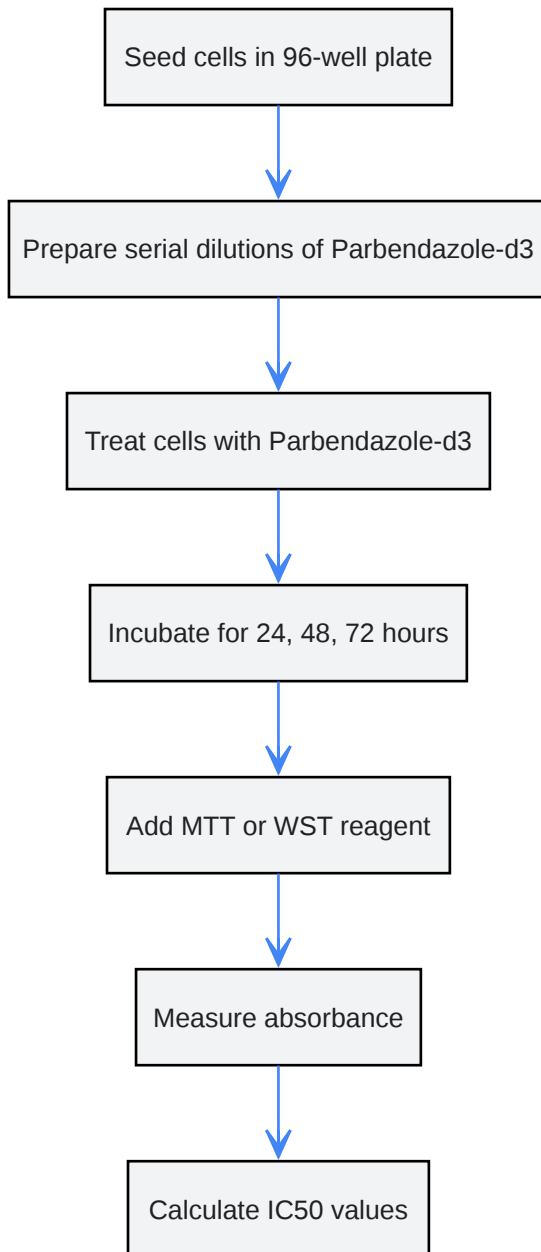 Seed cells in 96-well plate
Prepare serial dilutions of Parbendazole-d3
Treat cells with Parbendazole-d3
Incubate for 24, 48, 72 hours
Add MTT or WST reagent
Measure absorbance
Calculate IC50 values